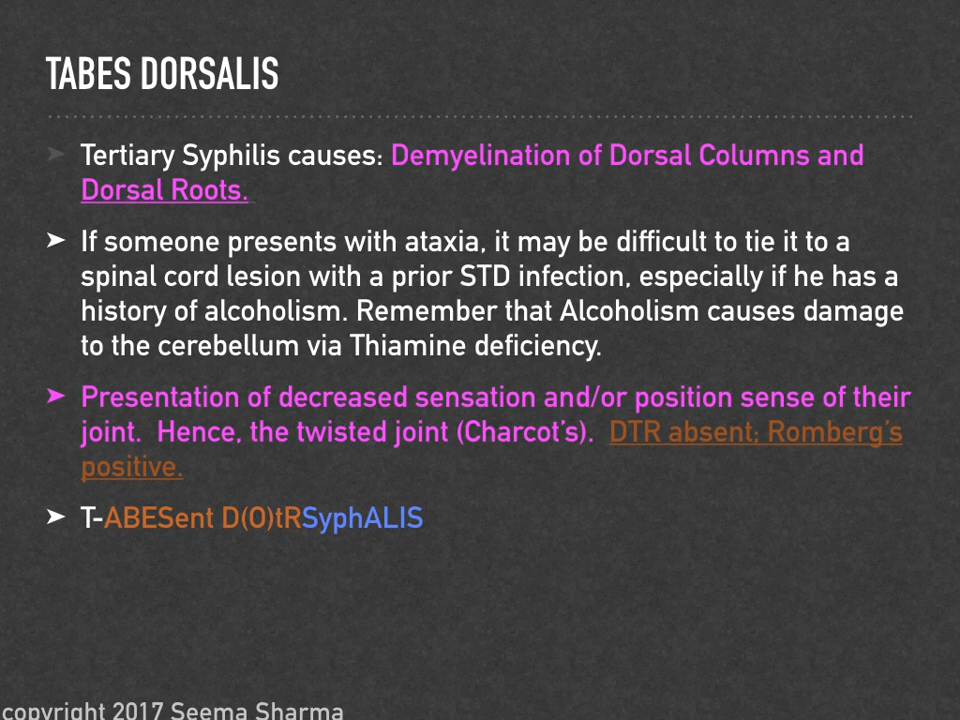 TABES DORSALIS
➤ Tertiary Syphilis causes: Demyelination of Dorsal Columns and
Dorsal Roots.
➤ If someone presents with ataxia, it may be difficult to tie it to a
spinal cord lesion with a prior STD infection, especially if he has a
history of alcoholism. Remember that Alcoholism causes damage
to the cerebellum via Thiamine deficiency.
➤ Presentation of decreased sensation and/or position sense of their
joint. Hence, the twisted joint (Charcot's). DTR absent; Romberg's
positive.
➤ T-ABESent D(O)tRSyphALIS
copyright 2017 Seema Sharma